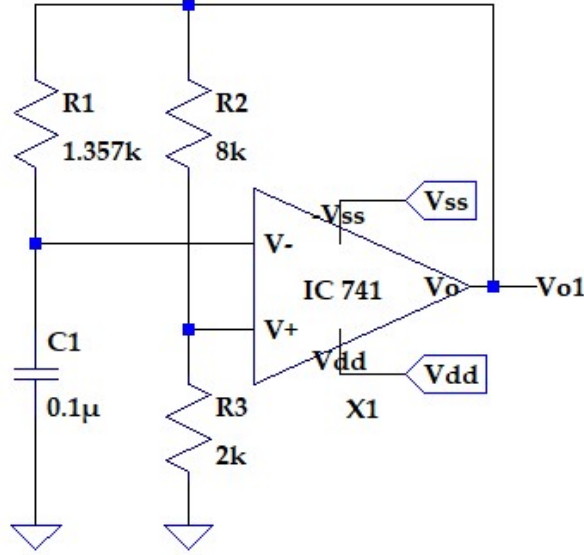 R1
1.357k
R2
8k
-Vss
Vss
V-
IC 741
Vo
Vo1
V+
Vdd
Vdd
X1
C1
0.1µ
R3
2k